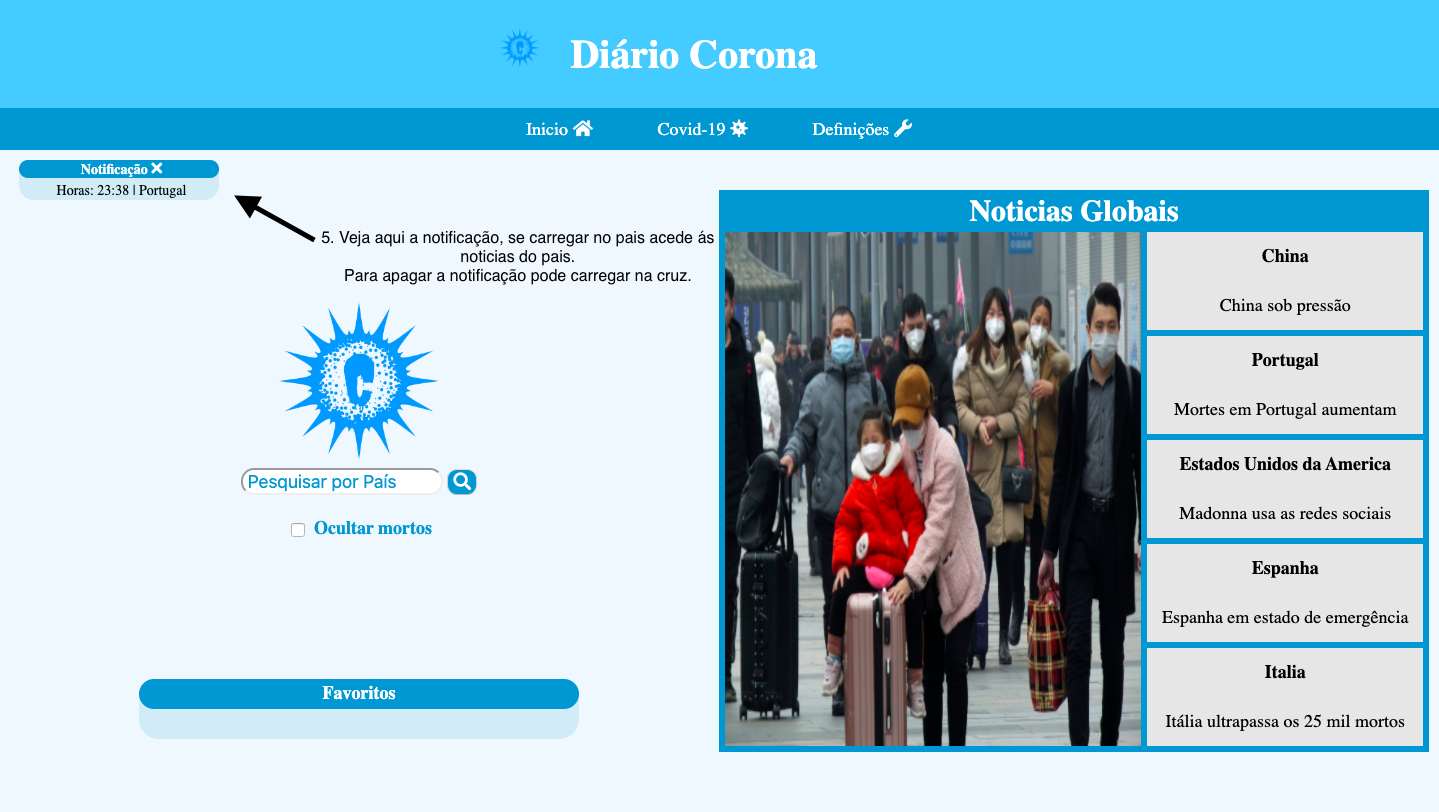 C
Diário Corona
Inicio
Covid-19
Definições
Notificação
Horas: 23:38 | Portugal
5. Veja aqui a notificação, se carregar no pais acede ás
noticias do pais.
Para apagar a notificação pode carregar na cruz.
C
Pesquisar por País
Ocultar mortos
Favoritos
Noticias Globais
China
China sob pressão
Portugal
Mortes em Portugal aumentam
Estados Unidos da America
Madonna usa as redes sociais
Espanha
Espanha em estado de emergência
Italia
Itália ultrapassa os 25 mil mortos